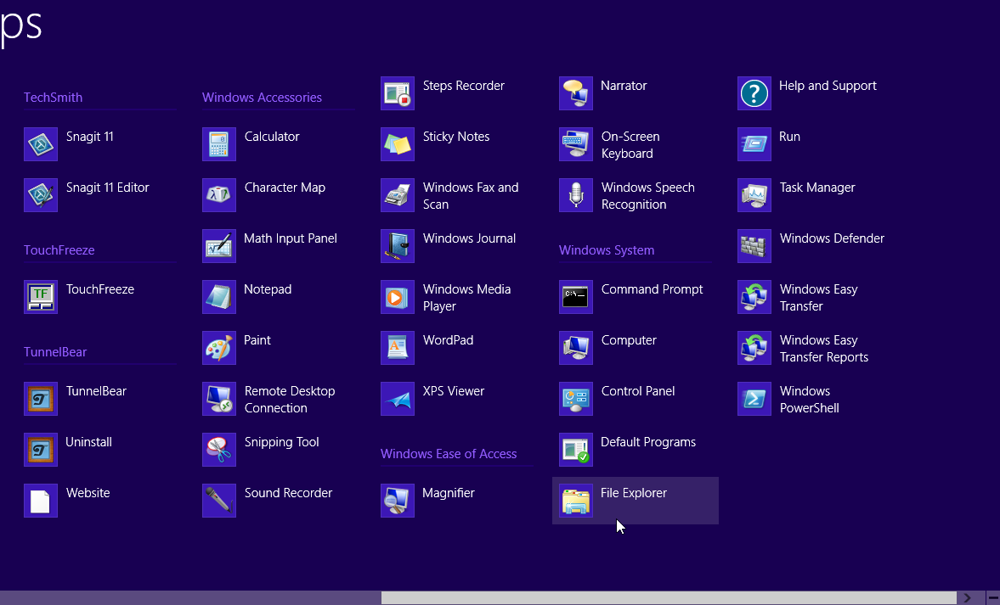 ps
TechSmith
Snagit 11
Snagit 11 Editor
TouchFreeze
TF
TouchFreeze
TunnelBear
TunnelBear
Uninstall
Website
Windows Accessories
Calculator
Character Map
Math Input Panel
Notepad
Paint
Remote Desktop
Connection
Snipping Tool
Sound Recorder
Steps Recorder
Sticky Notes
Windows Fax and
Scan
Windows Journal
Windows Media
Player
WordPad
XPS Viewer
Windows Ease of Access
Magnifier
Narrator
On-Screen
Keyboard
Windows Speech
Recognition
Windows System
C:\_
Command Prompt
Computer
Control Panel
Default Programs
File Explorer
?
Help and Support
Run
Task Manager
Windows Defender
Windows Easy
Transfer
Windows Easy
Transfer Reports
Windows
PowerShell